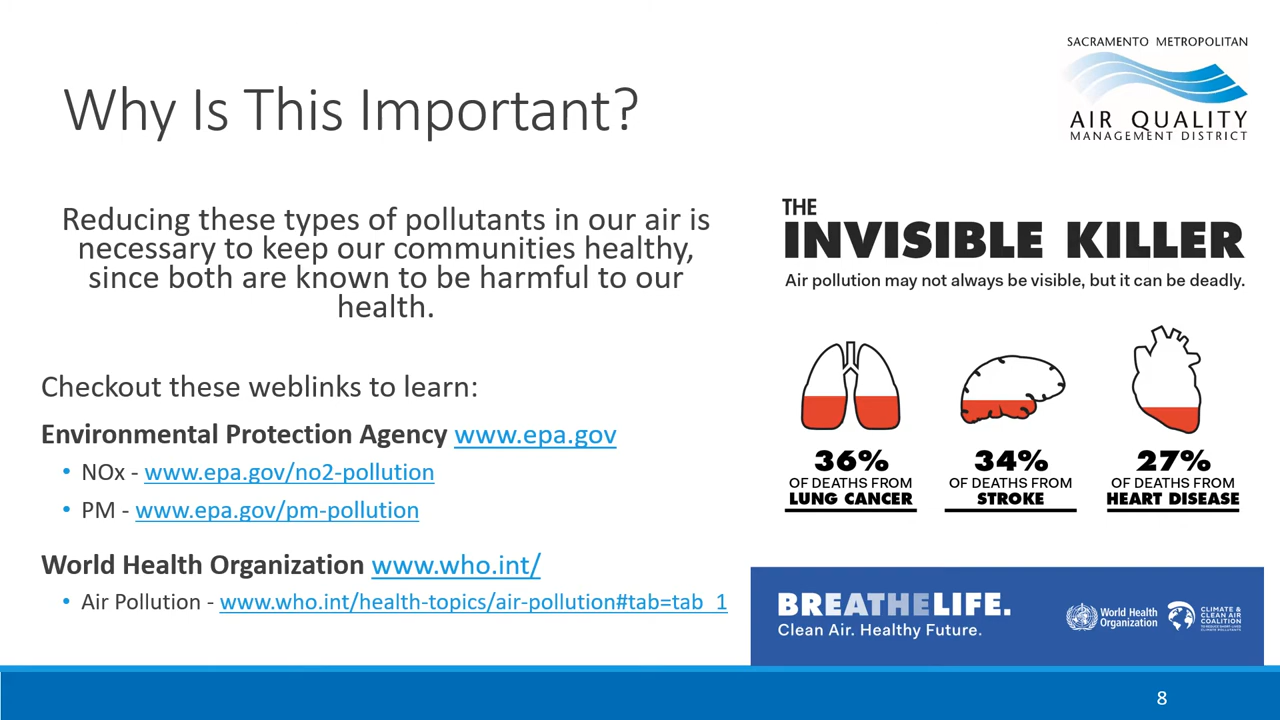 SACRAMENTO METROPOLITAN
AIR QUALITY
MANAGEMENT DISTRICT
Why Is This Important?
Reducing these types of pollutants in our air is
necessary to keep our communities healthy,
since both are known to be harmful to our
health.
Checkout these weblinks to learn:
Environmental Protection Agency www.epa.gov
• NOx - www.epa.gov/no2-pollution
• PM - www.epa.gov/pm-pollution
World Health Organization www.who.int/
• Air Pollution - www.who.int/health-topics/air-pollution#tab=tab_1
THE
INVISIBLE KILLER
Air pollution may not always be visible, but it can be deadly.
36%
OF DEATHS FROM
LUNG CANCER
34%
OF DEATHS FROM
STROKE
27%
OF DEATHS FROM
HEART DISEASE
BREATHELIFE.
Clean Air. Healthy Future.
World Health
Organization
CLIMATE &
CLEAN AIR
COALITION
TO REDUCE SHORT-LIVED
CLIMATE POLLUTANTS
8